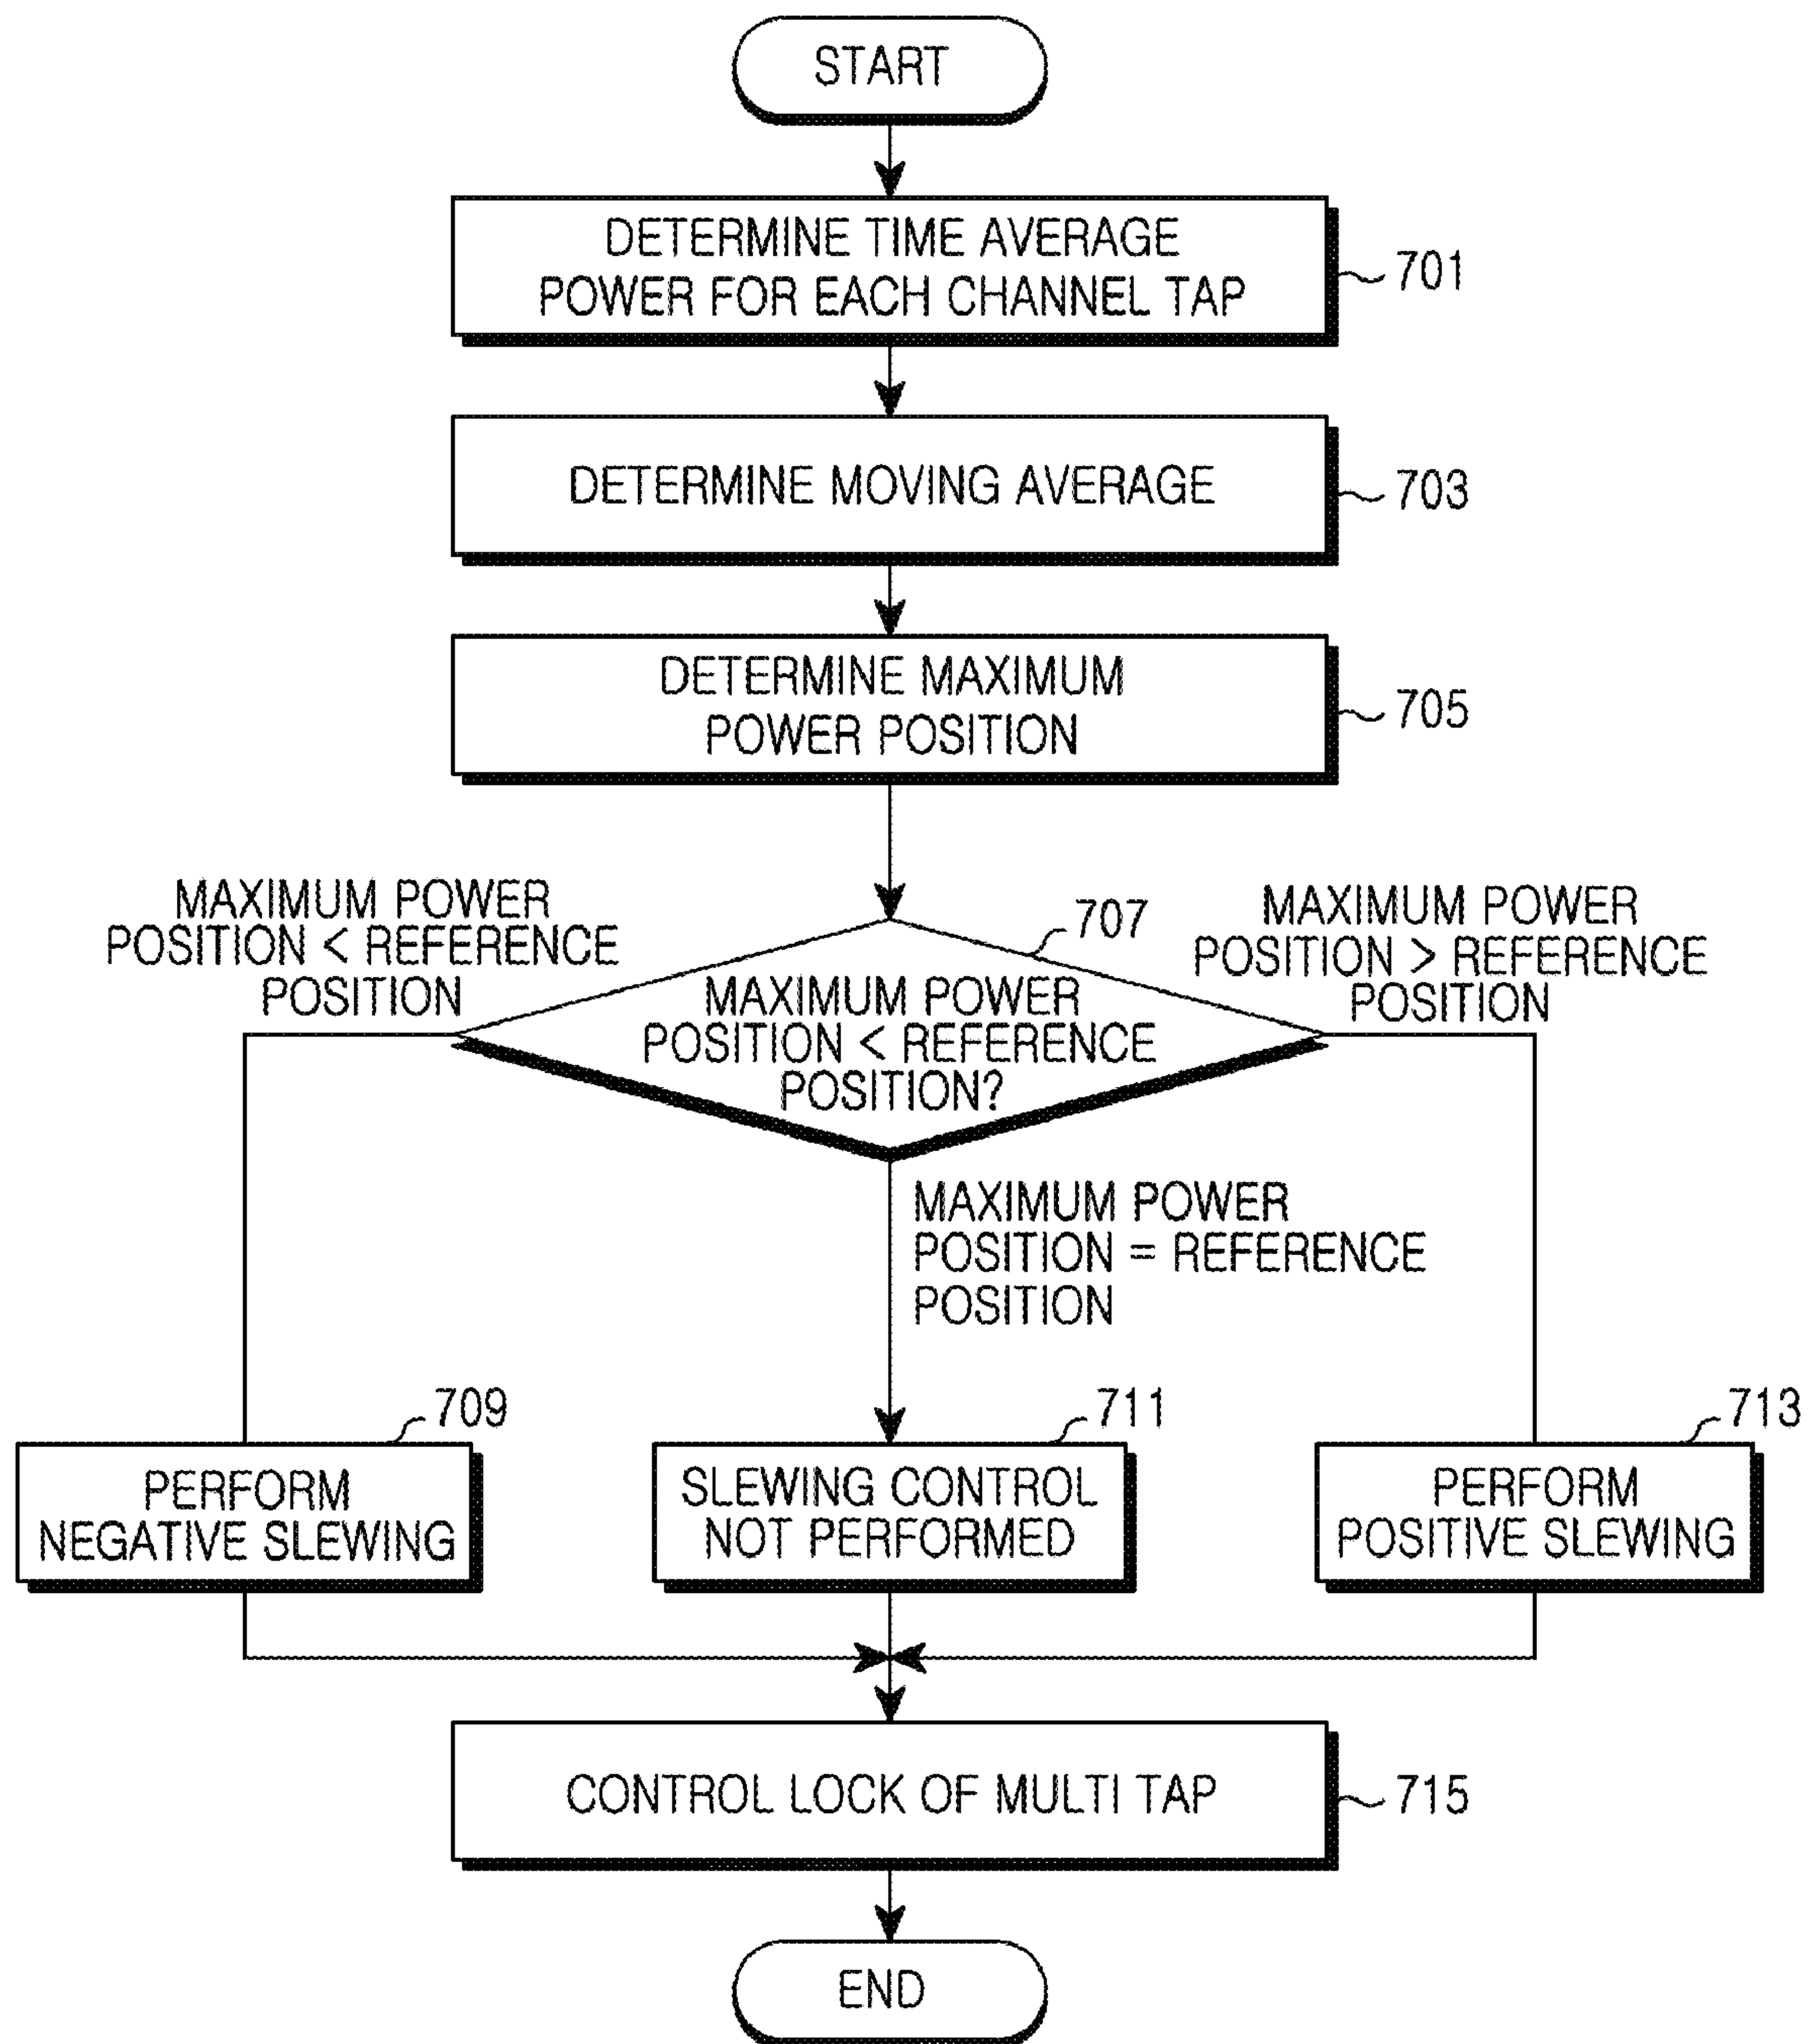 START
DETERMINE TIME AVERAGE
POWER FOR EACH CHANNEL TAP
701
DETERMINE MOVING AVERAGE
703
DETERMINE MAXIMUM
POWER POSITION
705
MAXIMUM POWER
POSITION < REFERENCE
POSITION
707
MAXIMUM POWER
POSITION < REFERENCE
POSITION?
MAXIMUM POWER
POSITION > REFERENCE
POSITION
MAXIMUM POWER
POSITION = REFERENCE
POSITION
709
PERFORM
NEGATIVE SLEWING
711
SLEWING CONTROL
NOT PERFORMED
713
PERFORM
POSITIVE SLEWING
CONTROL LOCK OF MULTI TAP
715
END